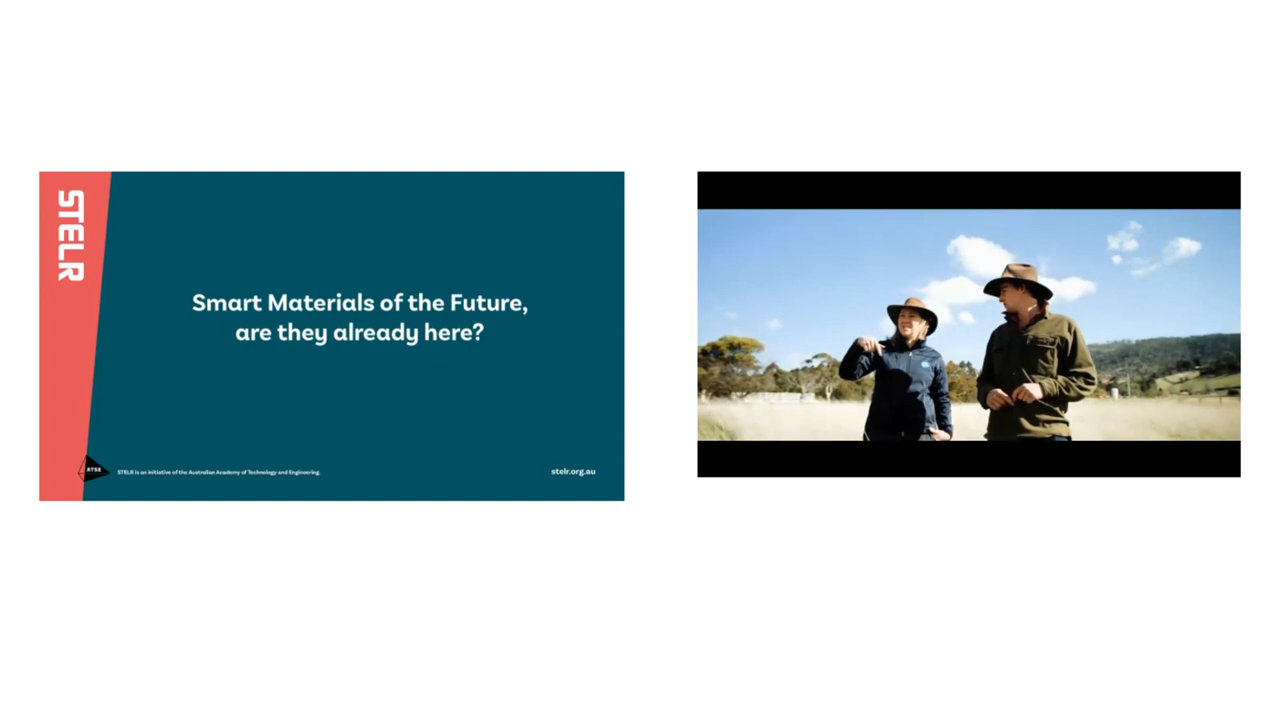 STELR
Smart Materials of the Future,
are they already here?
ATSE
STELR is an initiative of the Australian Academy of Technology and Engineering.
stelr.org.au